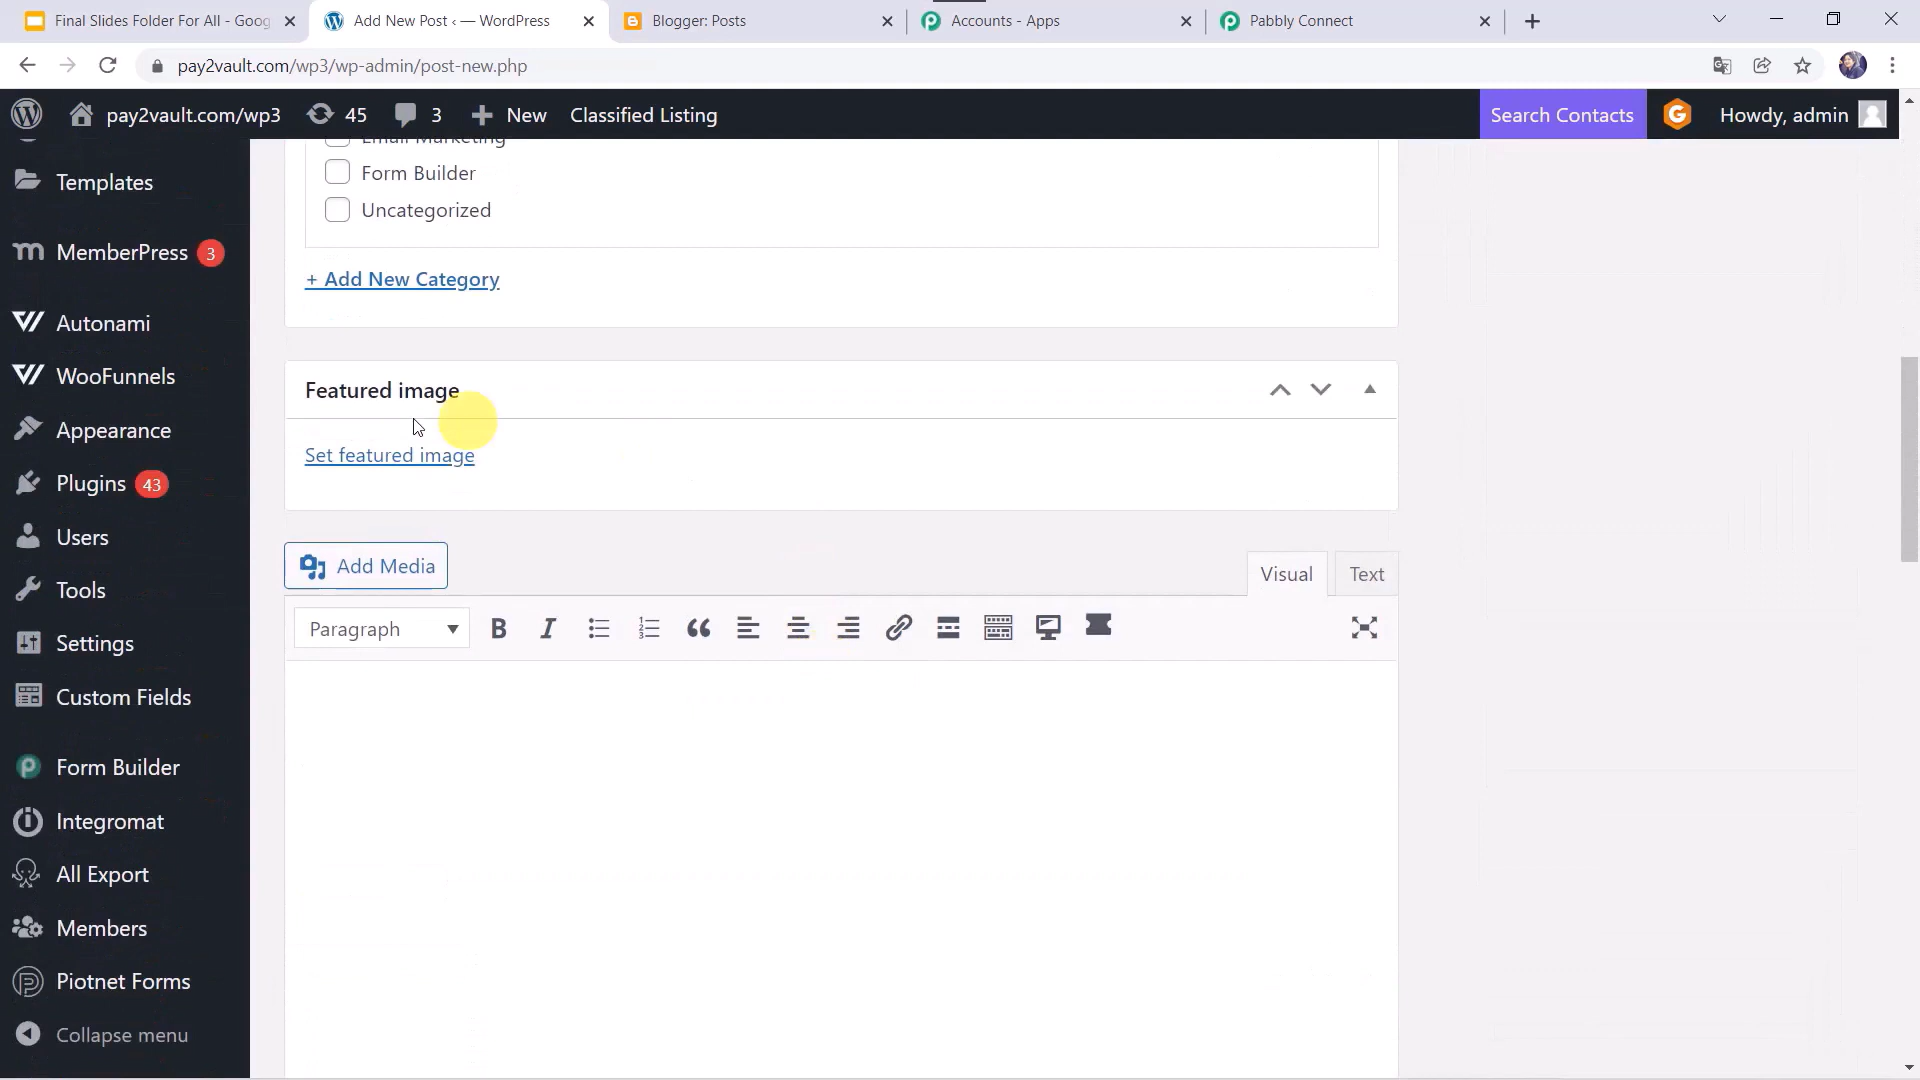 Final Slides Folder For All - Goog
Add New Post ‹ — WordPress
Blogger: Posts
Accounts - Apps
Pabbly Connect
pay2vault.com/wp3/wp-admin/post-new.php
pay2vault.com/wp3
45
3
New
Classified Listing
Search Contacts
Howdy, admin
Email Marketing
Form Builder
Uncategorized
+ Add New Category
Featured image
Set featured image
Add Media
Visual
Text
Paragraph
Templates
MemberPress 3
Autonami
WooFunnels
Appearance
Plugins 43
Users
Tools
Settings
Custom Fields
Form Builder
Integromat
All Export
Members
Piotnet Forms
Collapse menu